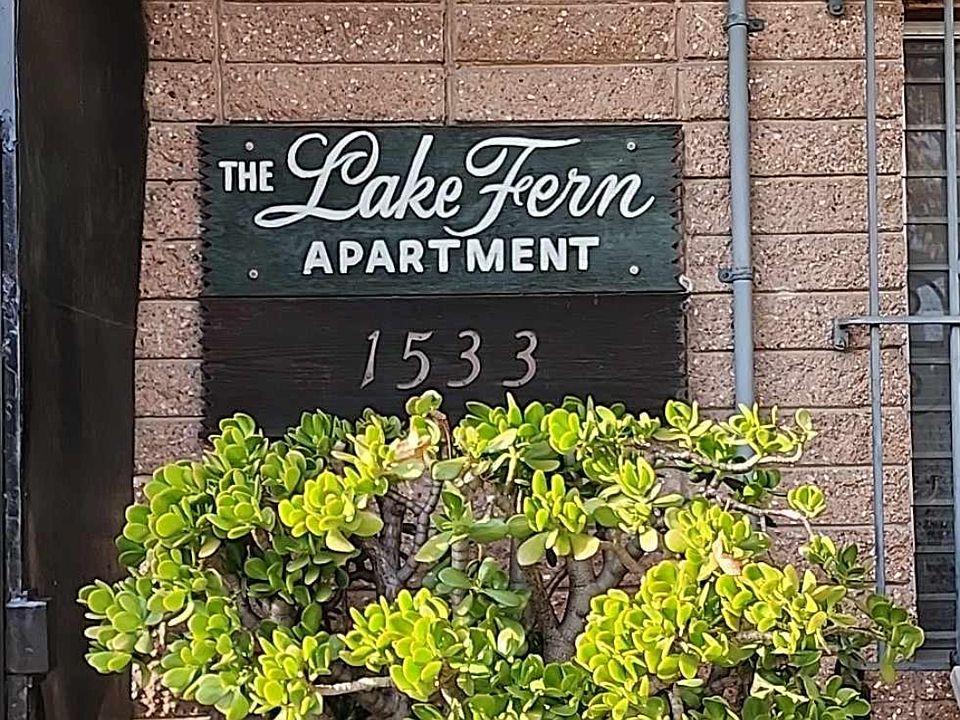 THE Lake Fern
APARTMENT
1533